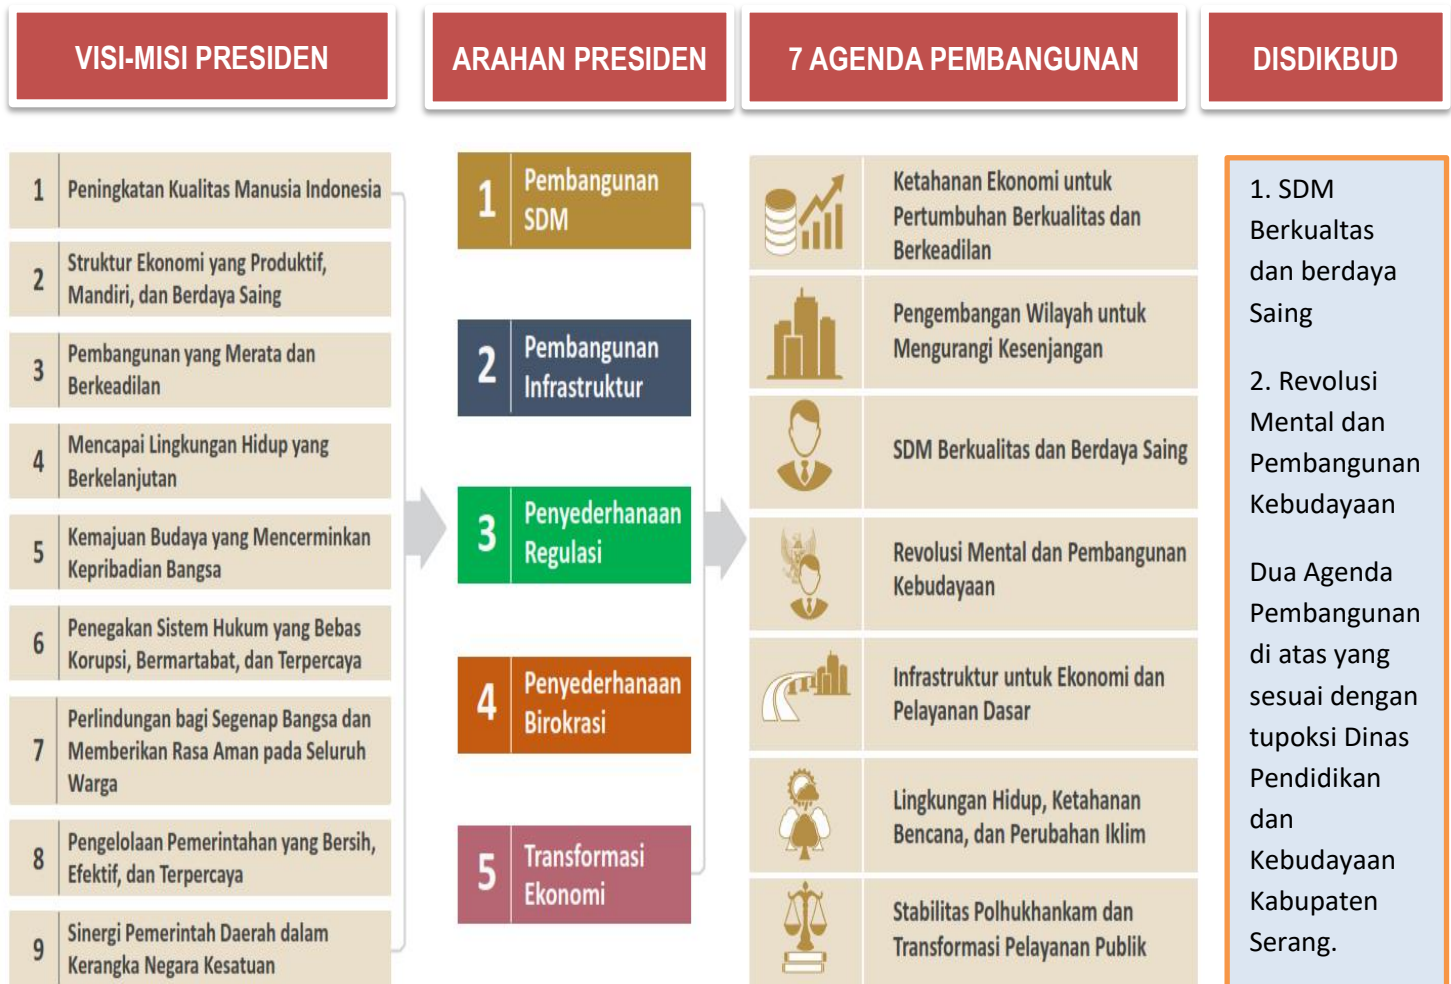 VISI-MISI PRESIDEN
ARAHAN PRESIDEN
7 AGENDA PEMBANGUNAN
DISDIKBUD
1
Peningkatan Kualitas Manusia Indonesia
2
Struktur Ekonomi yang Produktif,
Mandiri, dan Berdaya Saing
3
Pembangunan yang Merata dan
Berkeadilan
4
Mencapai Lingkungan Hidup yang
Berkelanjutan
5
Kemajuan Budaya yang Mencerminkan
Kepribadian Bangsa
6
Penegakan Sistem Hukum yang Bebas
Korupsi, Bermartabat, dan Terpercaya
7
Perlindungan bagi Segenap Bangsa dan
Memberikan Rasa Aman pada Seluruh
Warga
8
Pengelolaan Pemerintahan yang Bersih,
Efektif, dan Terpercaya
9
Sinergi Pemerintah Daerah dalam
Kerangka Negara Kesatuan
1
Pembangunan
SDM
2
Pembangunan
Infrastruktur
3
Penyederhanaan
Regulasi
4
Penyederhanaan
Birokrasi
5
Transformasi
Ekonomi
Ketahanan Ekonomi untuk
Pertumbuhan Berkualitas dan
Berkeadilan
Pengembangan Wilayah untuk
Mengurangi Kesenjangan
SDM Berkualitas dan Berdaya Saing
Revolusi Mental dan Pembangunan
Kebudayaan
Infrastruktur untuk Ekonomi dan
Pelayanan Dasar
Lingkungan Hidup, Ketahanan
Bencana, dan Perubahan Iklim
Stabilitas Polhukhankam dan
Transformasi Pelayanan Publik
1. SDM
Berkualtas
dan berdaya
Saing
2. Revolusi
Mental dan
Pembangunan
Kebudayaan
Dua Agenda
Pembangunan
di atas yang
sesuai dengan
tupoksi Dinas
Pendidikan
dan
Kebudayaan
Kabupaten
Serang.